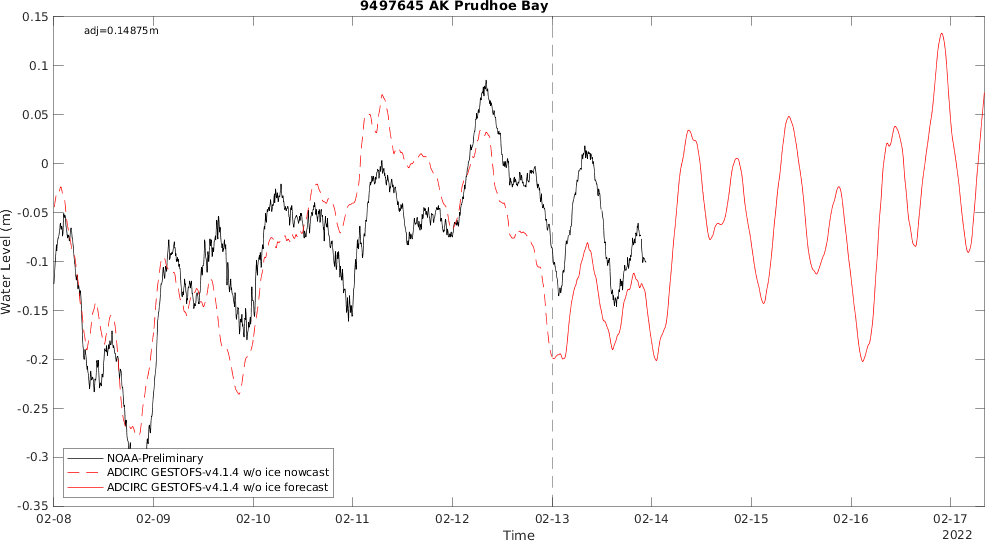 9497645 AK Prudhoe Bay
adj=0.14875m
0.15
0.1
0.05
0
-0.05
-0.1
-0.15
-0.2
-0.25
-0.3
-0.35
Water Level (m)
NOAA-Preliminary
ADCIRC GESTOFS-v4.1.4 w/o ice nowcast
ADCIRC GESTOFS-v4.1.4 w/o ice forecast
02-08 02-09 02-10 02-11 02-12 02-13 02-14 02-15 02-16 02-17
Time
2022